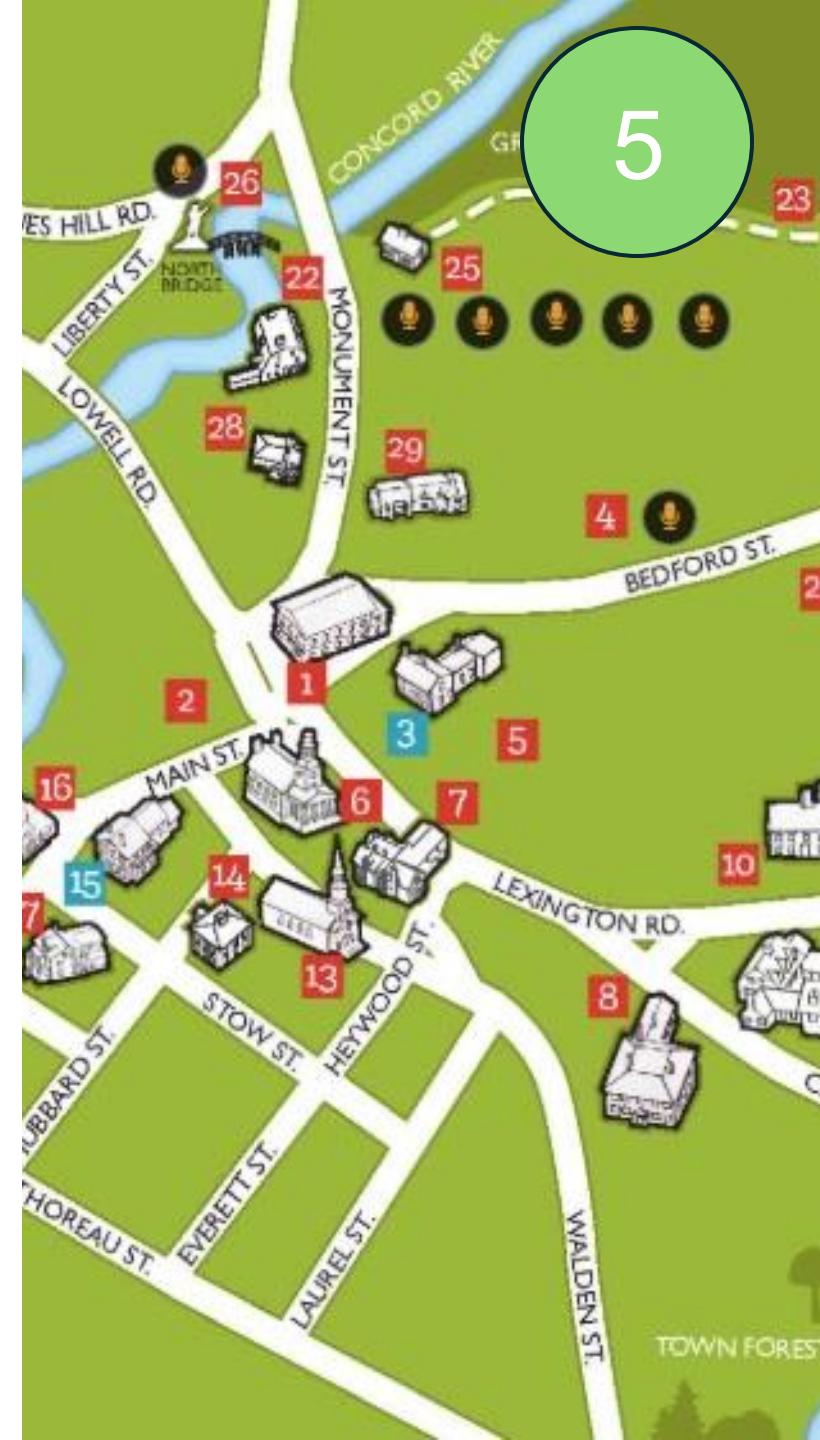 CONCORD RIVER
5
GR
23
26
ES HILL RD.
NORTH
BRIDGE
25
22
LIBERTY ST.
MONUMENT ST.
LOWELL RD.
28
29
4
BEDFORD ST.
2
1
2
3
5
MAIN ST.
16
6
7
10
15
14
7
LEXINGTON RD.
13
8
HEYWOOD ST.
STOW ST.
UBBARD ST.
C
THOREAU ST.
EVERETT ST.
LAUREL ST.
WALDEN ST.
TOWN FOREST